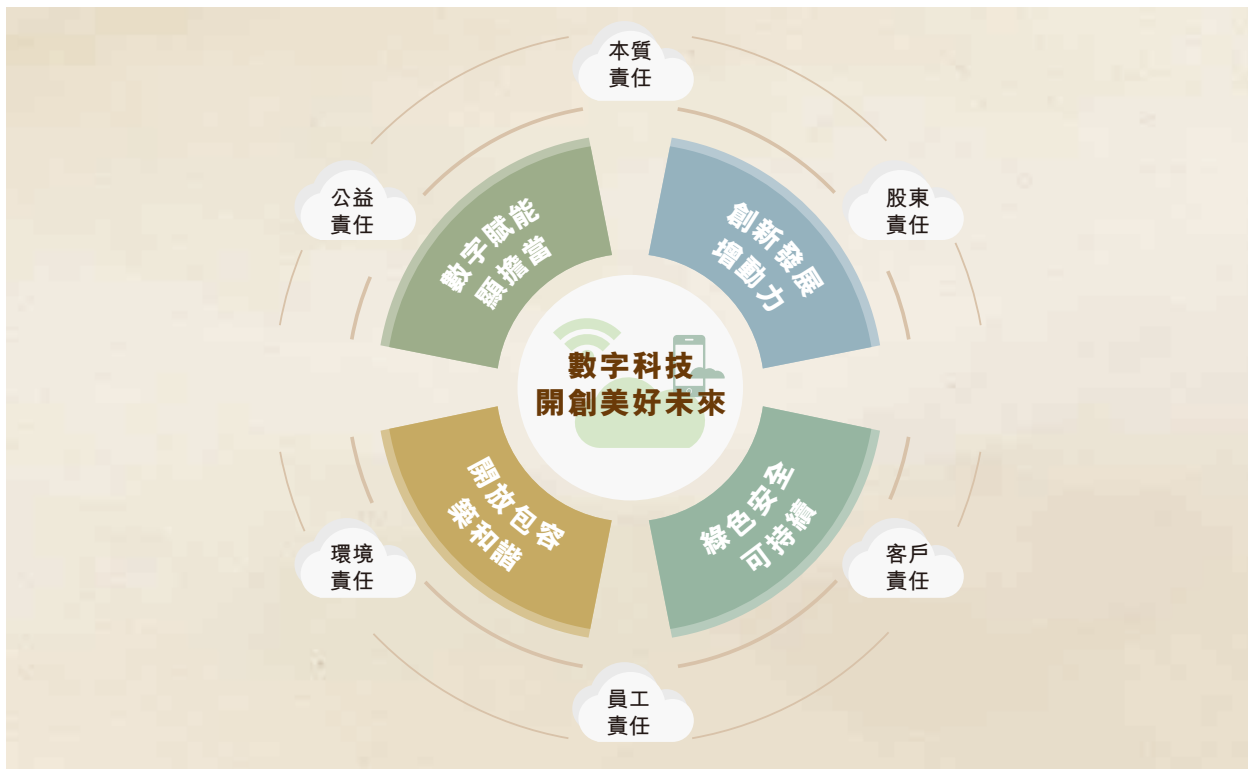 本質
責任
公益
責任
股東
責任
數字賦能
顯擔當
創新發展
增動力
數字科技
開創美好未來
開放包容
築和諧
綠色安全
可持續
環境
責任
客戶
責任
員工
責任